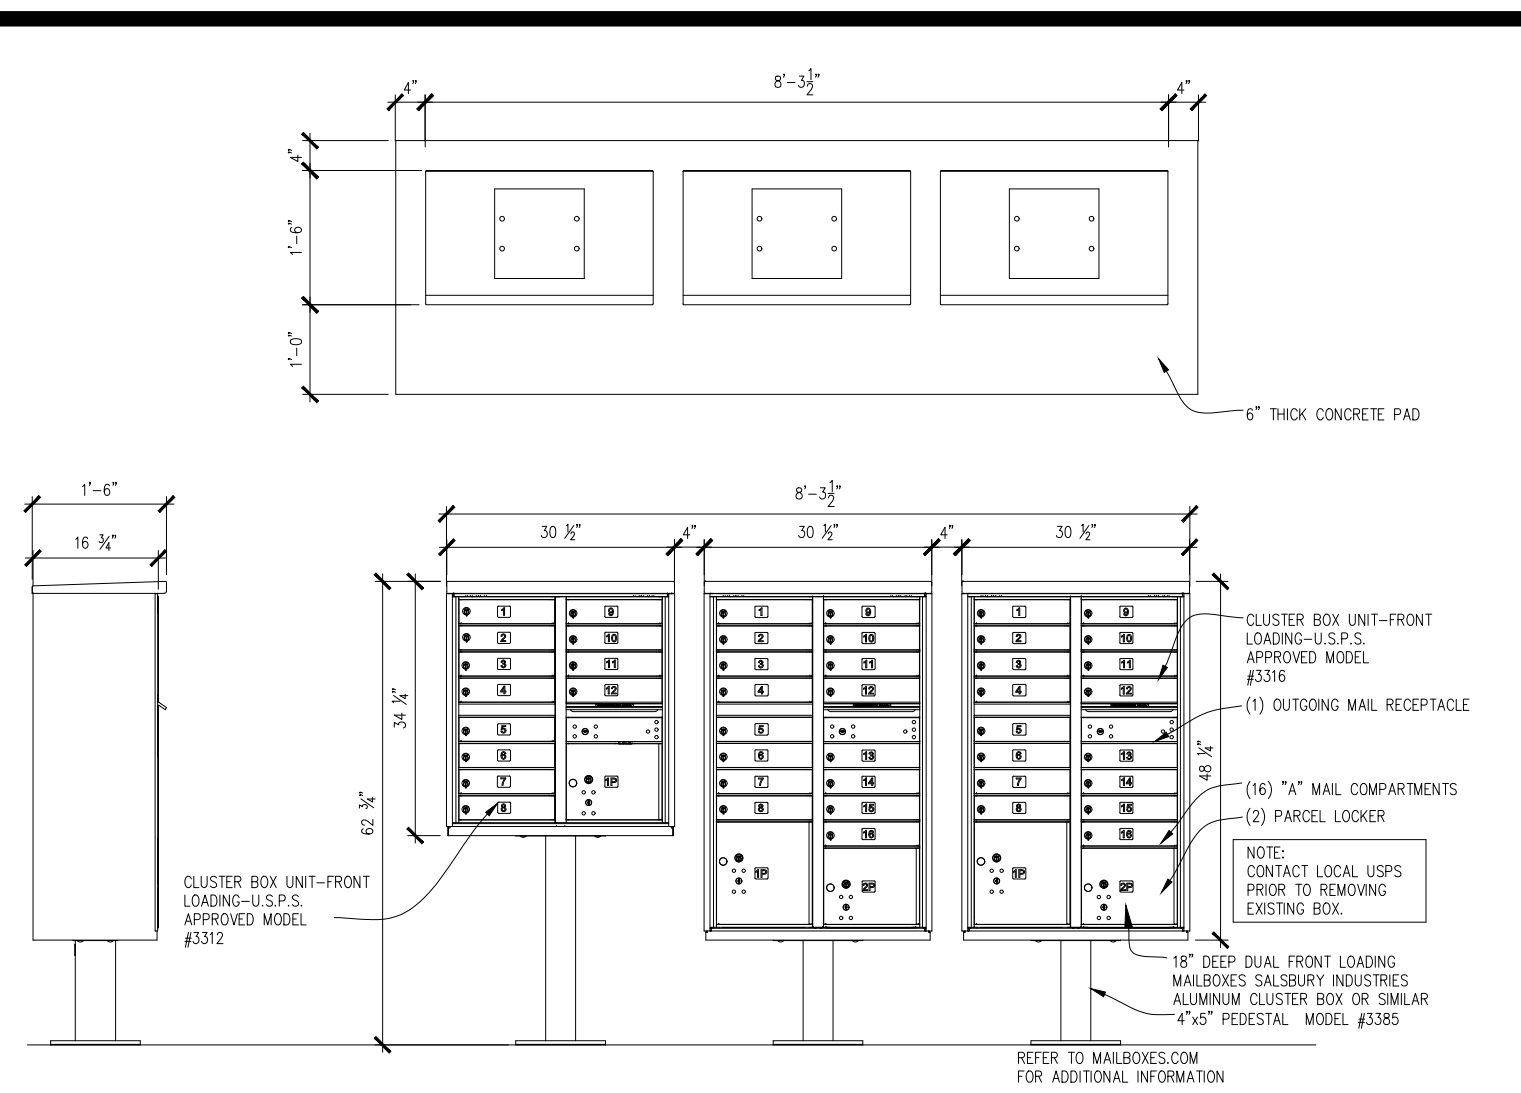 4" 8'-3 1/2" 4"
4"
1'-6"
1'-0"
6" THICK CONCRETE PAD
1'-6"
16 ¾"
8'-3 1/2"
30 ½" 4" 30 ½" 4" 30 ½"
34 ¼"
62 ¾"
48 ¼"
1 9
2 10
3 11
4 12
5
6
7 1P
8
1 9
2 10
3 11
4 12
5
6 13
7 14
8 15
16
1P 2P
1 9
2 10
3 11
4 12
5
6 13
7 14
8 15
16
1P 2P
CLUSTER BOX UNIT-FRONT
LOADING-U.S.P.S.
APPROVED MODEL
#3312
CLUSTER BOX UNIT-FRONT
LOADING-U.S.P.S.
APPROVED MODEL
#3316
(1) OUTGOING MAIL RECEPTACLE
(16) "A" MAIL COMPARTMENTS
(2) PARCEL LOCKER
NOTE:
CONTACT LOCAL USPS
PRIOR TO REMOVING
EXISTING BOX.
18" DEEP DUAL FRONT LOADING
MAILBOXES SALSBURY INDUSTRIES
ALUMINUM CLUSTER BOX OR SIMILAR
4"x5" PEDESTAL MODEL #3385
REFER TO MAILBOXES.COM
FOR ADDITIONAL INFORMATION